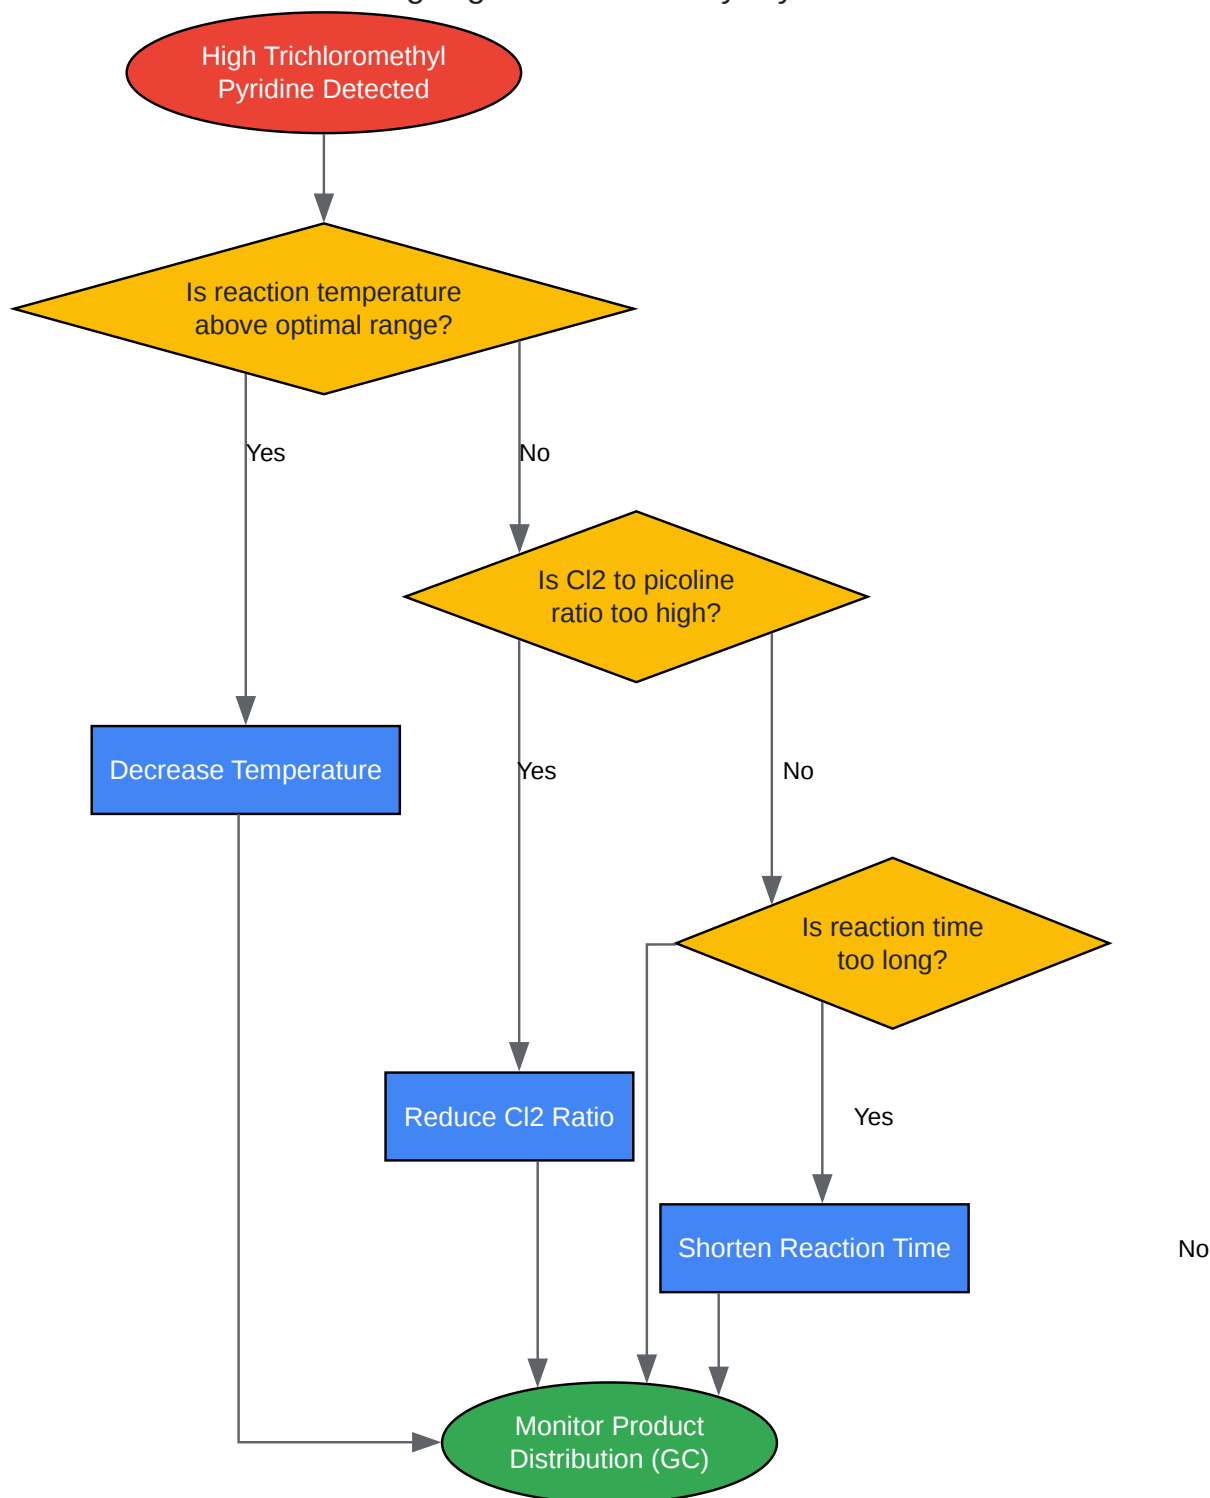 High Trichloromethyl
Pyridine Detected
Is reaction temperature
above optimal range?
Yes
No
Is Cl2 to picoline
ratio too high?
Decrease Temperature
Yes
No
Is reaction time
too long?
Reduce Cl2 Ratio
Yes
Shorten Reaction Time
No
Monitor Product
Distribution (GC)